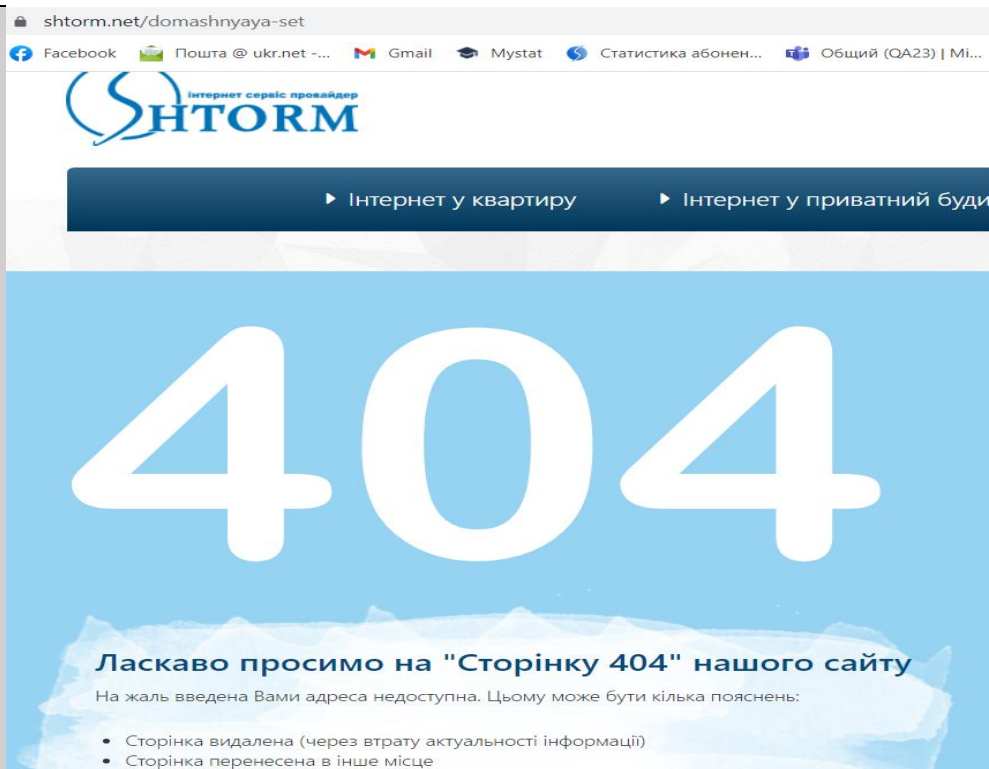 shtorm.net/domashnyaya-set
Facebook Пошта @ ukr.net -... Gmail Mystat Статистика абонен... Общий (QA23) | Mi...
інтернет сервіс провайдер
SHTORM
Інтернет у квартиру Інтернет у приватний буди
404
Ласкаво просимо на "Сторінку 404" нашого сайту
На жаль введена Вами адреса недоступна. Цьому може бути кілька пояснень:
• Сторінка видалена (через втрату актуальності інформації)
• Сторінка перенесена в інше місце